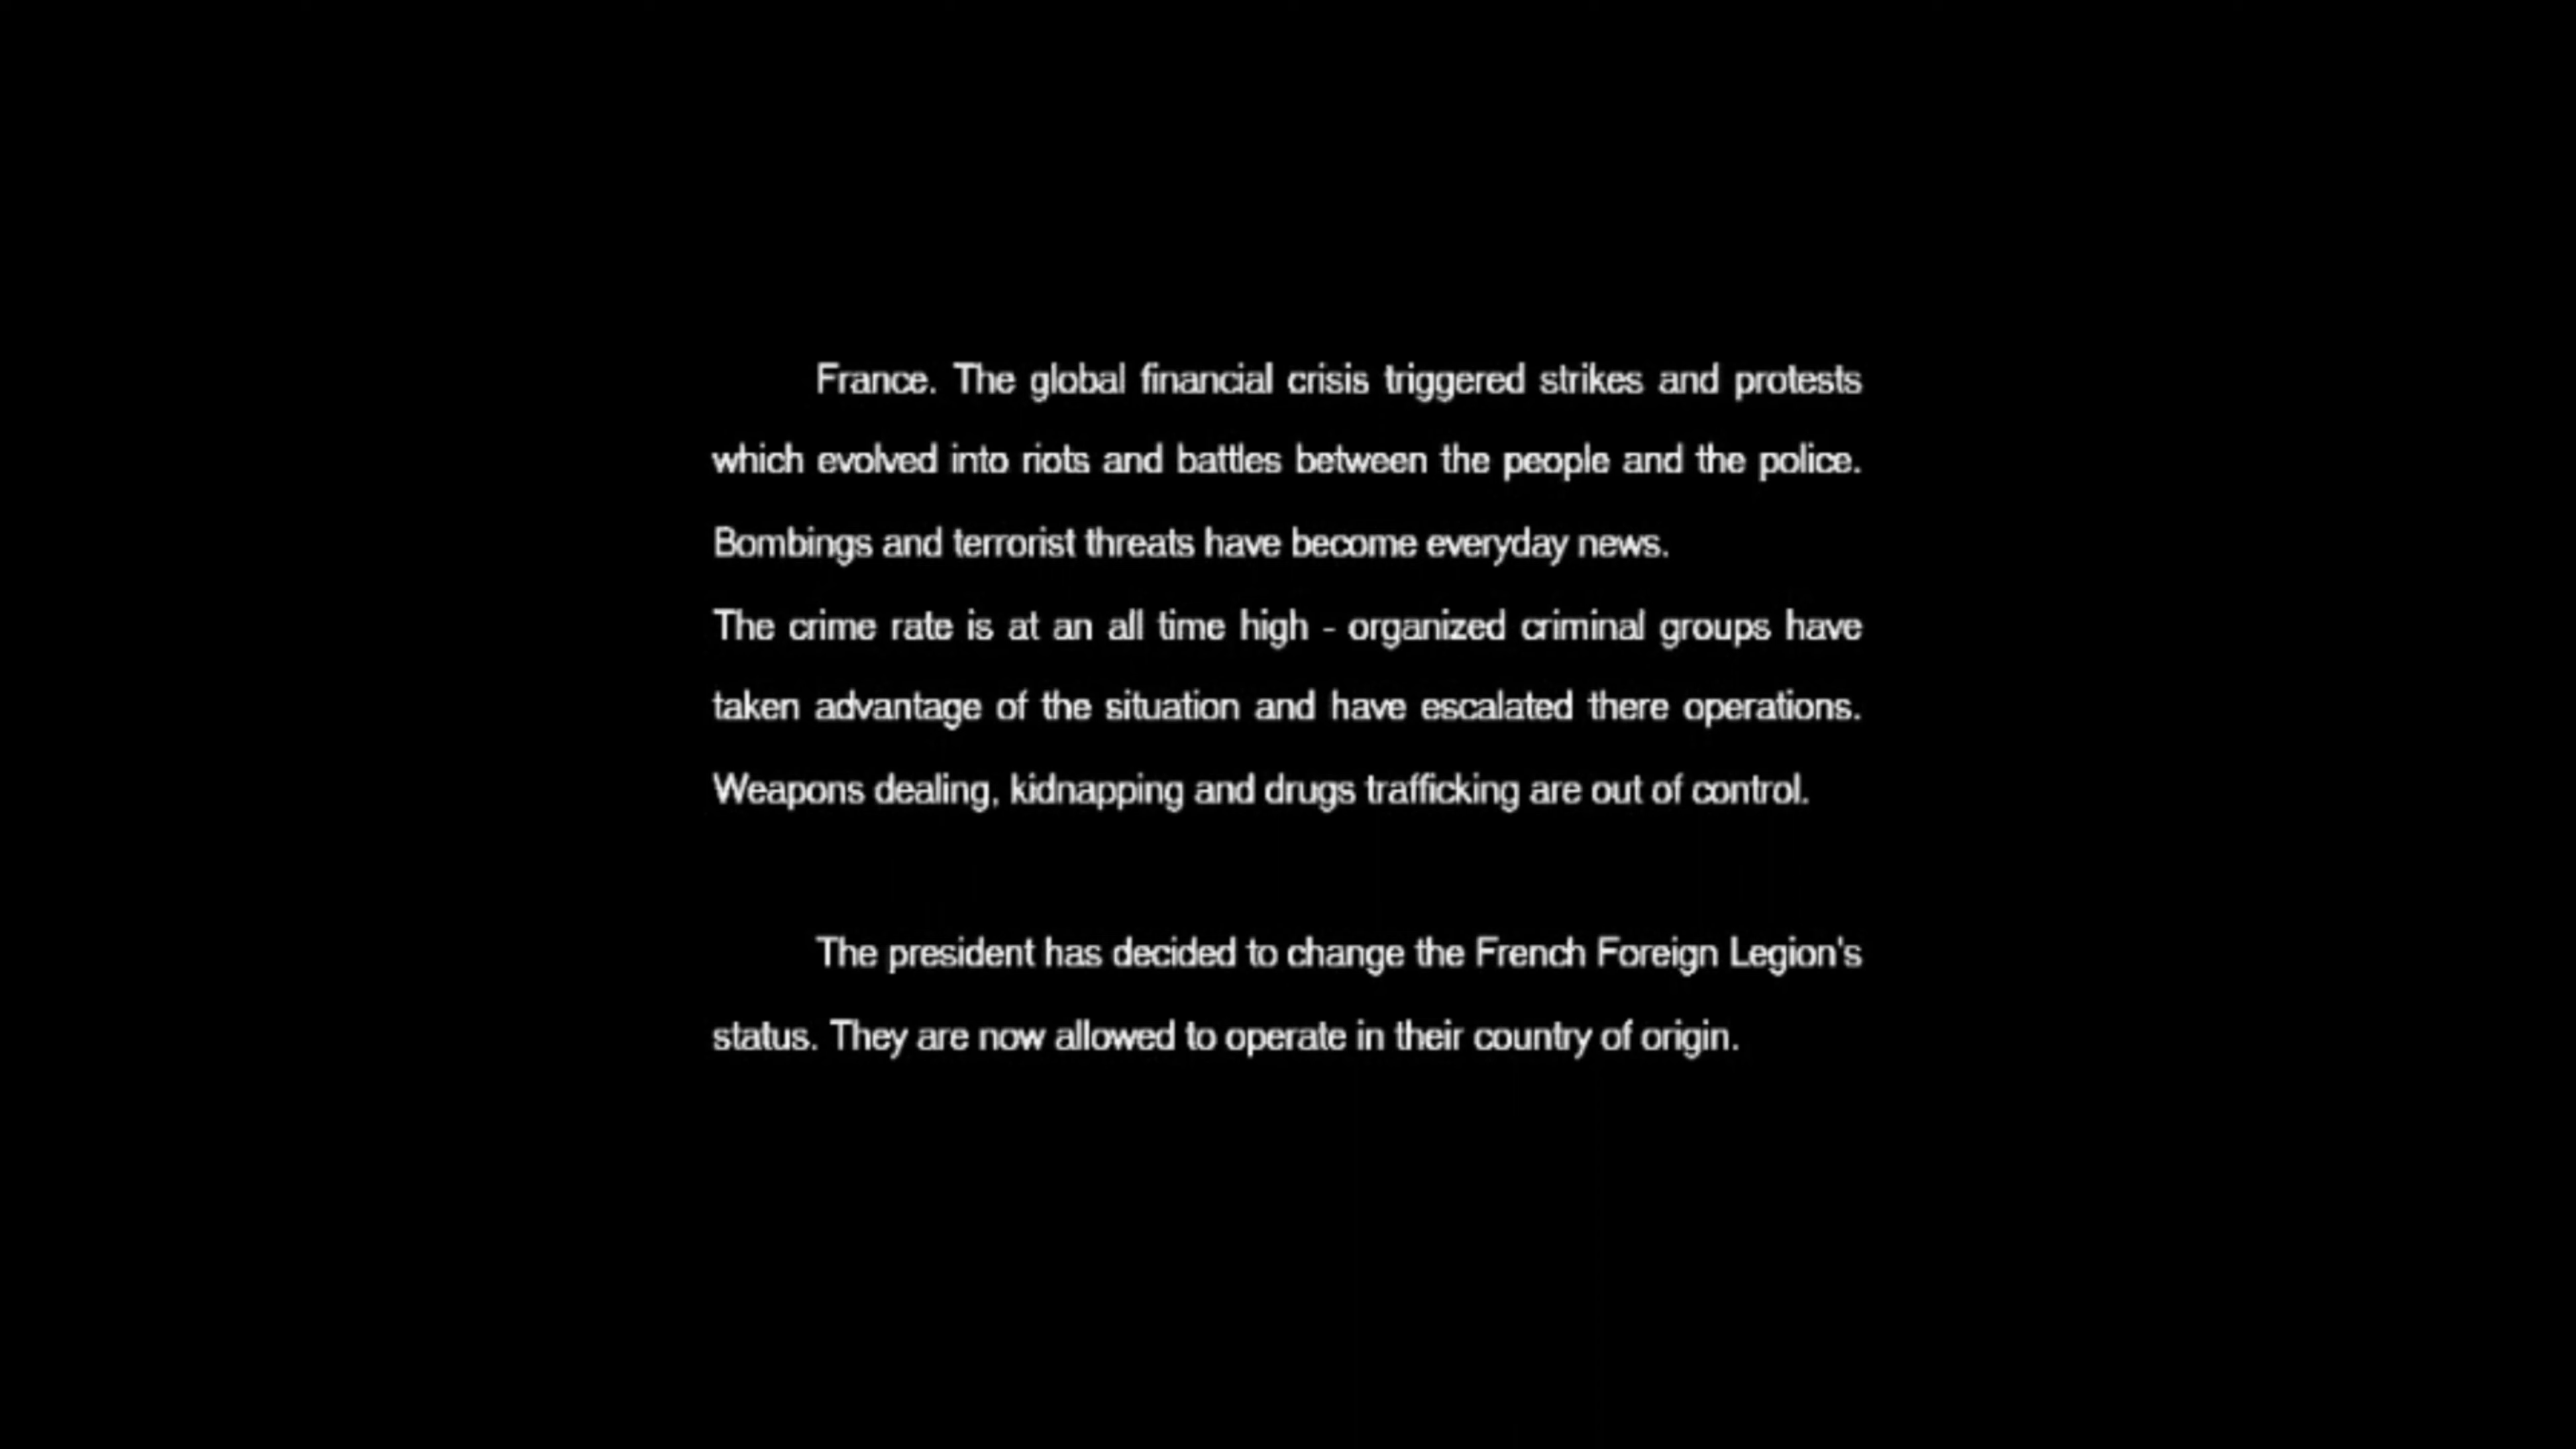 France. The global financial crisis triggered strikes and protests
which evolved into riots and battles between the people and the police.
Bombings and terrorist threats have become everyday news.
The crime rate is at an all time high - organized criminal groups have
taken advantage of the situation and have escalated there operations.
Weapons dealing, kidnapping and drugs trafficking are out of control.
The president has decided to change the French Foreign Legion's
status. They are now allowed to operate in their country of origin.